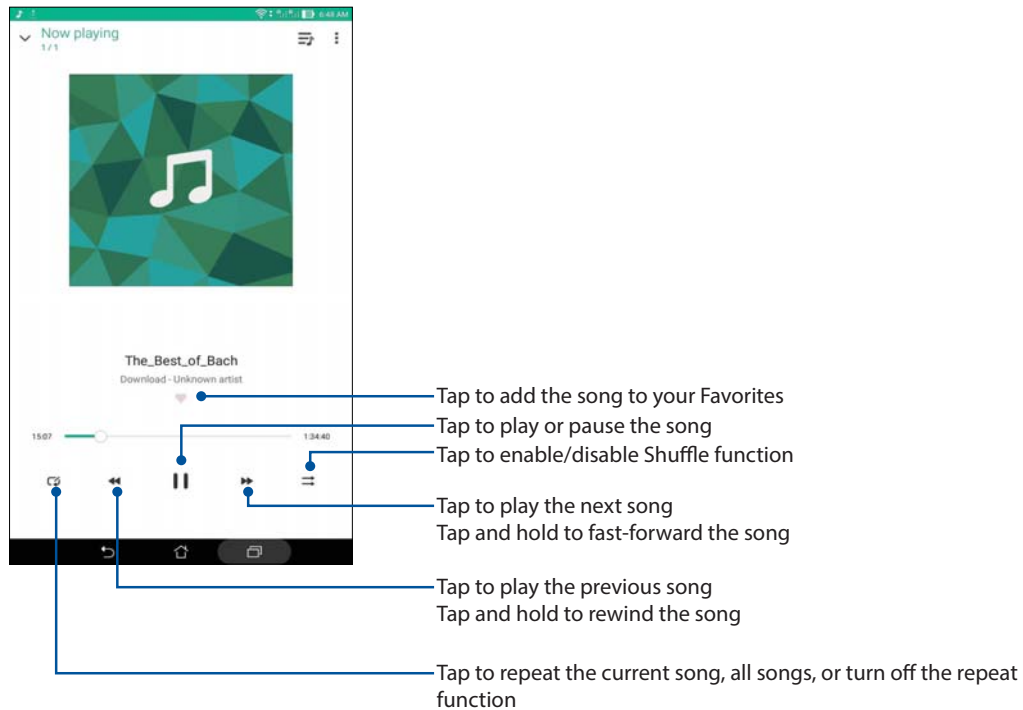 6:48 AM
Now playing
1/1
The_Best_of_Bach
Download - Unknown artist
Tap to add the song to your Favorites
Tap to play or pause the song
15:07
1:34:40
Tap to enable/disable Shuffle function
Tap to play the next song
Tap and hold to fast-forward the song
Tap to play the previous song
Tap and hold to rewind the song
Tap to repeat the current song, all songs, or turn off the repeat
function